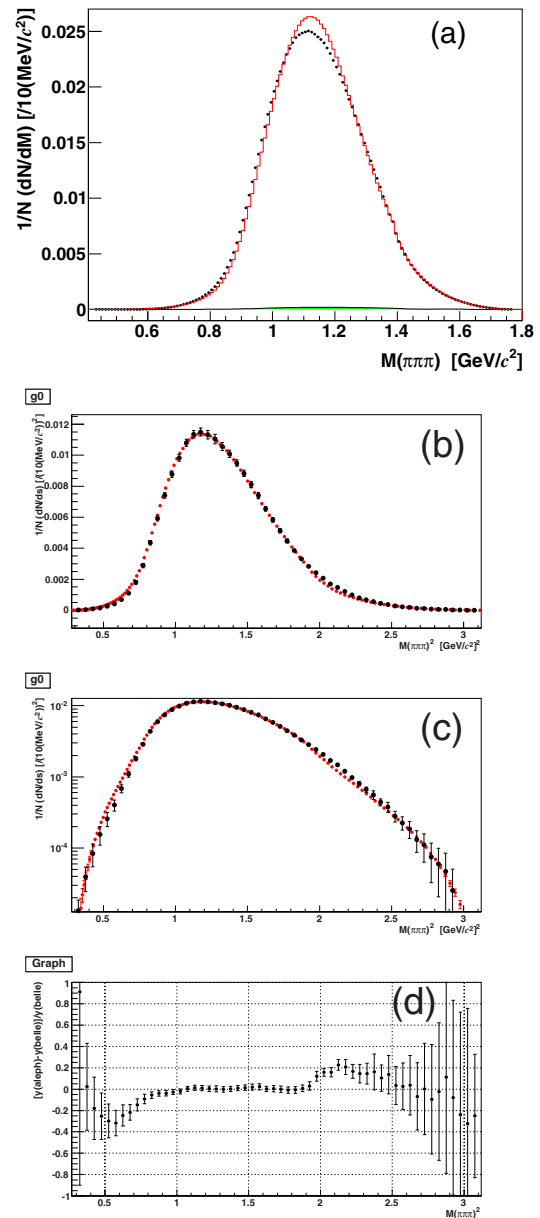 (a)
1/N (dN/dM) [/10(MeV/c²)]
0.025
0.02
0.015
0.01
0.005
0
0.6 0.8 1 1.2 1.4 1.6 1.8
M(πππ) [GeV/c²]
g0
(b)
1/N (dN/ds) [/(10(MeV/c²))²]
0.012
0.01
0.008
0.006
0.004
0.002
0
0.5 1 1.5 2 2.5 3
M(πππ)² [GeV/c²]²
g0
(c)
1/N (dN/ds) [/(10(MeV/c²))²]
10⁻²
10⁻³
10⁻⁴
0.5 1 1.5 2 2.5 3
M(πππ)² [GeV/c²]²
Graph
(d)
[y(aleph)-y(belle)]/y(belle)
1
0.8
0.6
0.4
0.2
0
-0.2
-0.4
-0.6
-0.8
-1
0.5 1 1.5 2 2.5 3
M(πππ)²